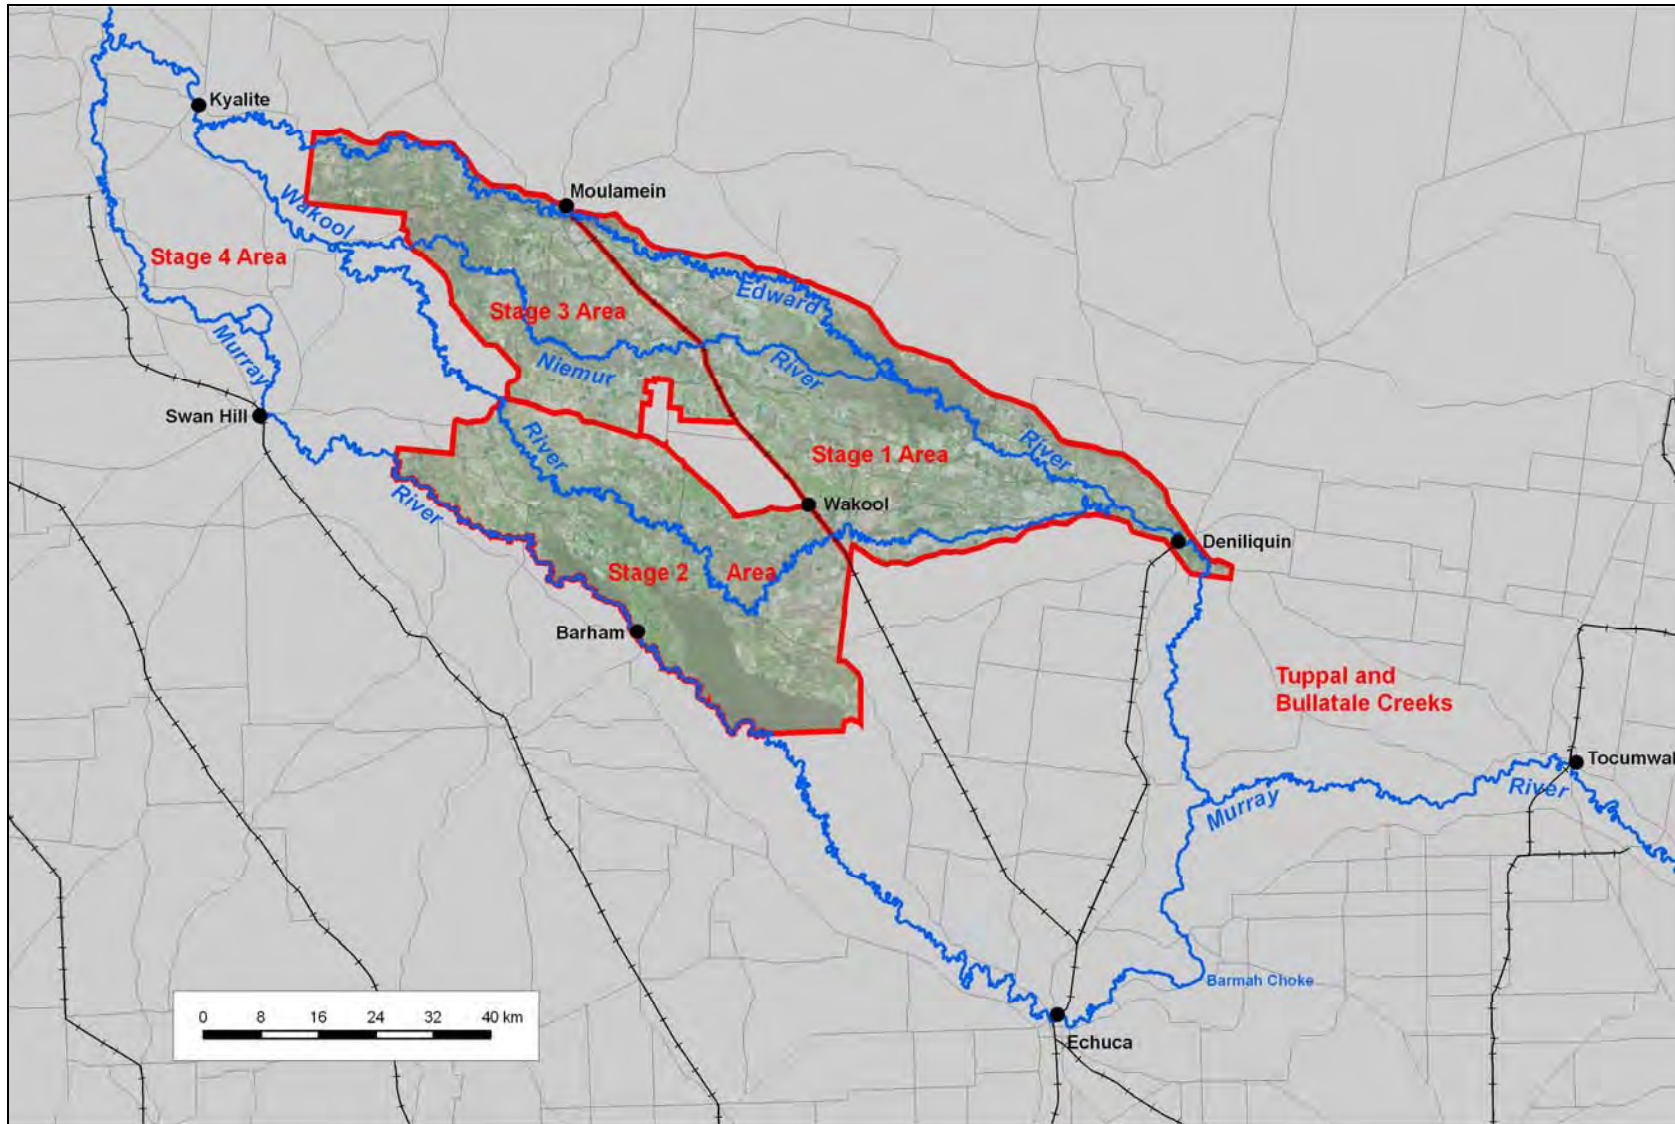 Kyalite
Moulamein
Wakool
Stage 4 Area
Edward
Stage 3 Area
Murray
Niemur
River
Swan Hill
River
River
Stage 1 Area
River
Wakool
Deniliquin
Stage 2 Area
Barham
Tuppal and
Bullatale Creeks
Tocumwal
Murray
River
Barmah Choke
0 8 16 24 32 40 km
Echuca